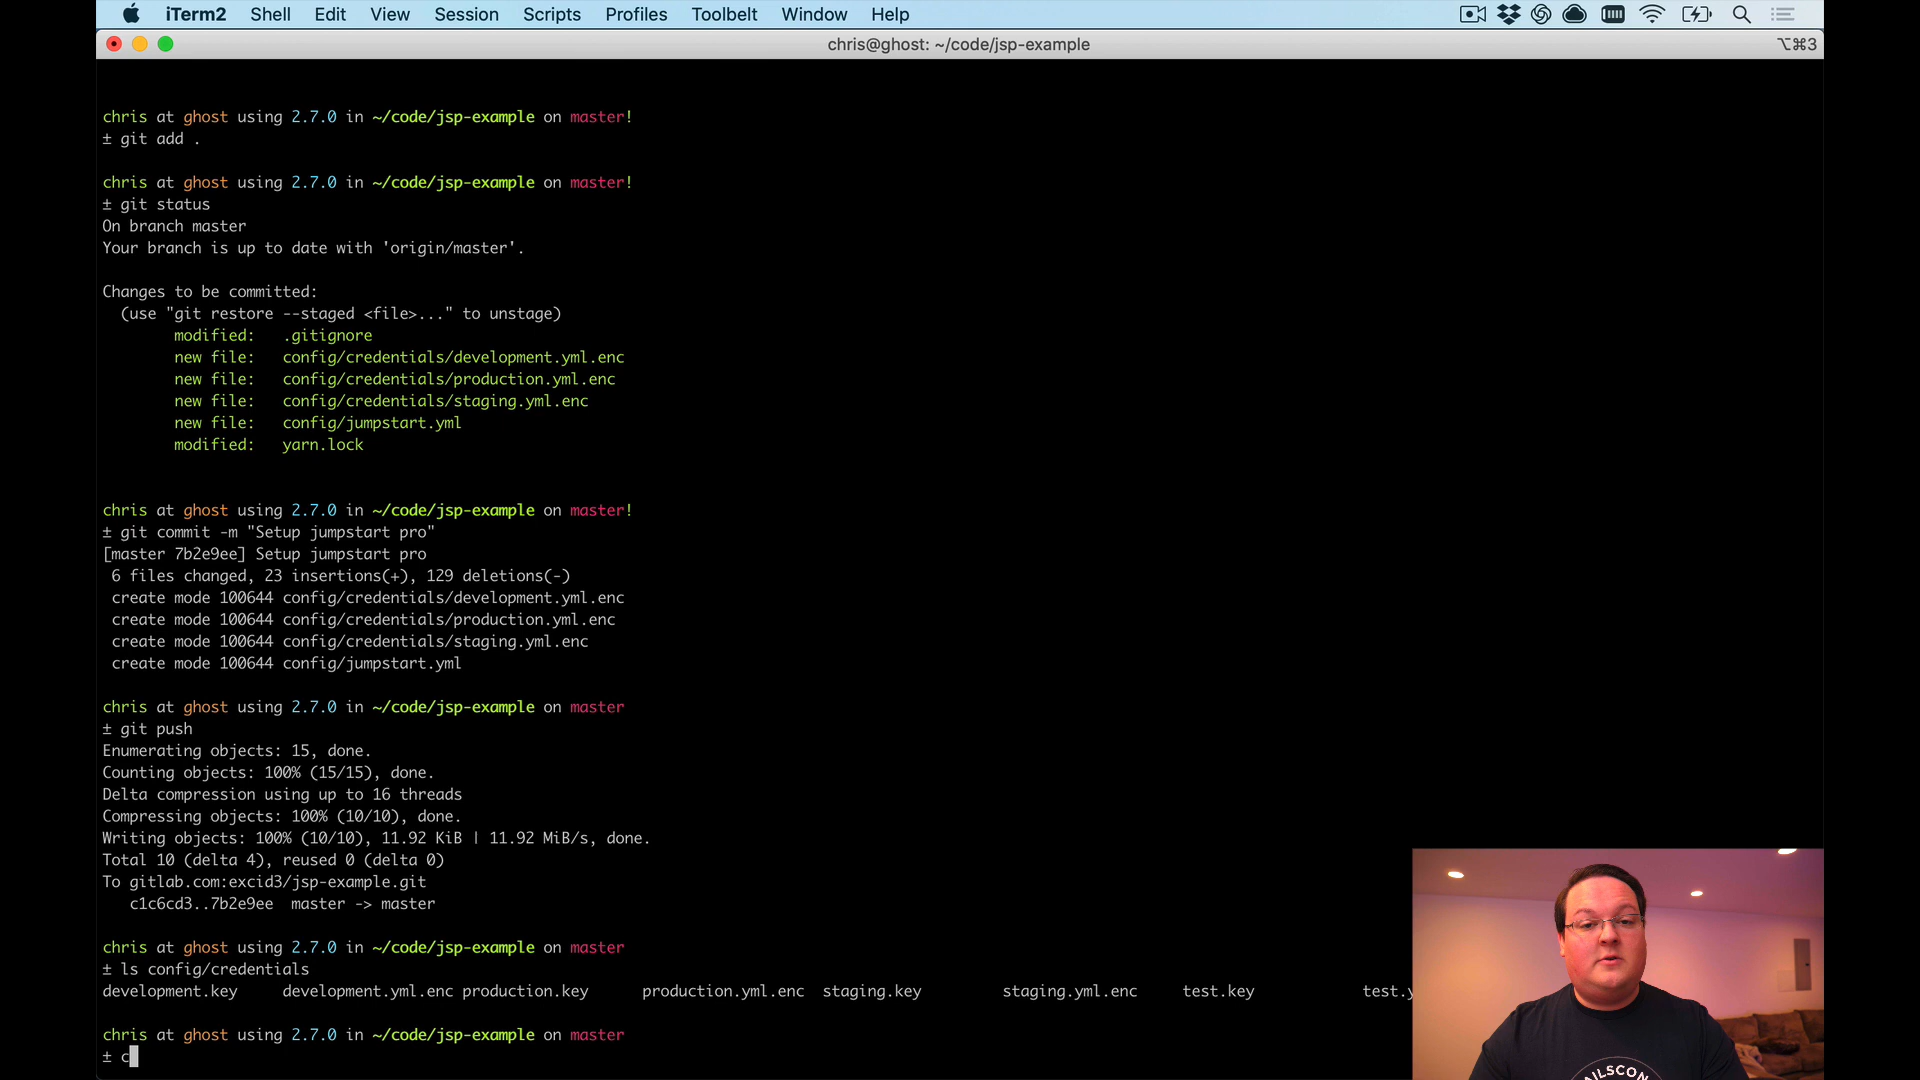 iTerm2 Shell Edit View Session Scripts Profiles Toolbelt Window Help
chris@ghost: ~/code/jsp-example ⌥⌘3
chris at ghost using 2.7.0 in ~/code/jsp-example on master!
± git add .
chris at ghost using 2.7.0 in ~/code/jsp-example on master!
± git status
On branch master
Your branch is up to date with 'origin/master'.
Changes to be committed:
(use "git restore --staged <file>..." to unstage)
modified: .gitignore
new file: config/credentials/development.yml.enc
new file: config/credentials/production.yml.enc
new file: config/credentials/staging.yml.enc
new file: config/jumpstart.yml
modified: yarn.lock
chris at ghost using 2.7.0 in ~/code/jsp-example on master!
± git commit -m "Setup jumpstart pro"
[master 7b2e9ee] Setup jumpstart pro
6 files changed, 23 insertions(+), 129 deletions(-)
create mode 100644 config/credentials/development.yml.enc
create mode 100644 config/credentials/production.yml.enc
create mode 100644 config/credentials/staging.yml.enc
create mode 100644 config/jumpstart.yml
chris at ghost using 2.7.0 in ~/code/jsp-example on master
± git push
Enumerating objects: 15, done.
Counting objects: 100% (15/15), done.
Delta compression using up to 16 threads
Compressing objects: 100% (10/10), done.
Writing objects: 100% (10/10), 11.92 KiB | 11.92 MiB/s, done.
Total 10 (delta 4), reused 0 (delta 0)
To gitlab.com:excid3/jsp-example.git
c1c6cd3..7b2e9ee master -> master
chris at ghost using 2.7.0 in ~/code/jsp-example on master
± ls config/credentials
development.key development.yml.enc production.key production.yml.enc staging.key staging.yml.enc test.key test.y
chris at ghost using 2.7.0 in ~/code/jsp-example on master
± c